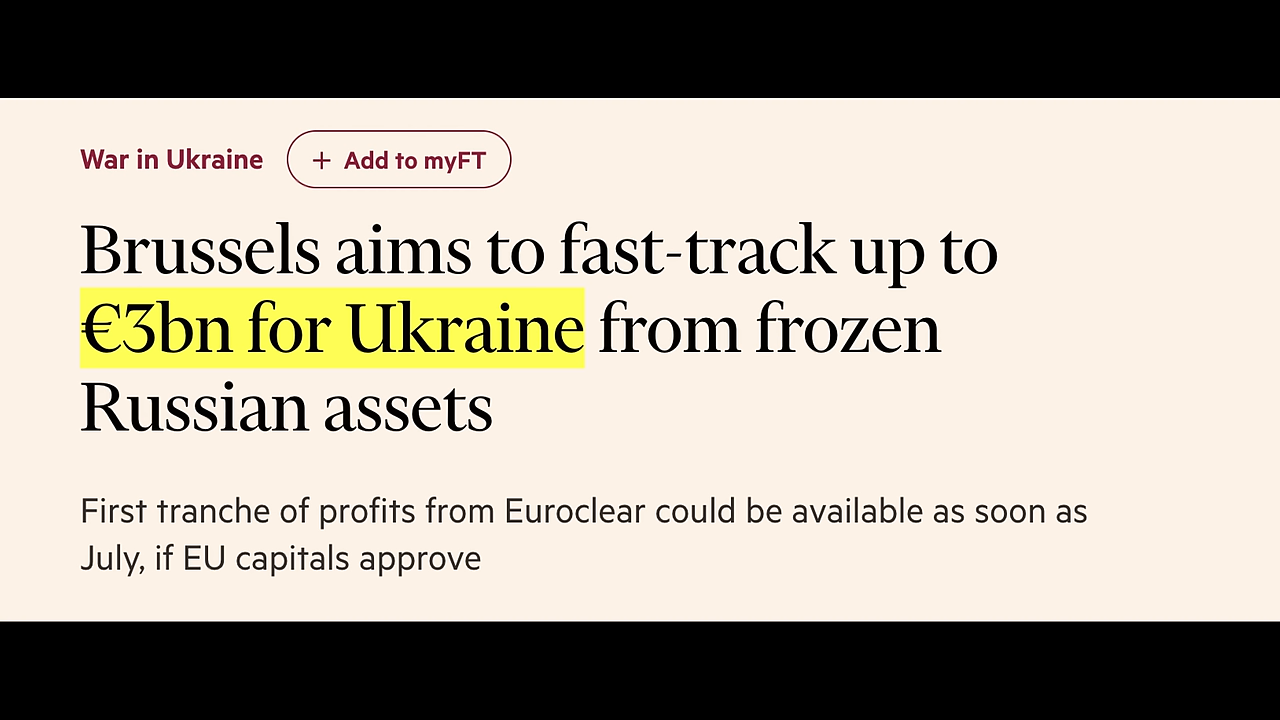 War in Ukraine
+ Add to myFT
Brussels aims to fast-track up to
€3bn for Ukraine from frozen
Russian assets
First tranche of profits from Euroclear could be available as soon as
July, if EU capitals approve